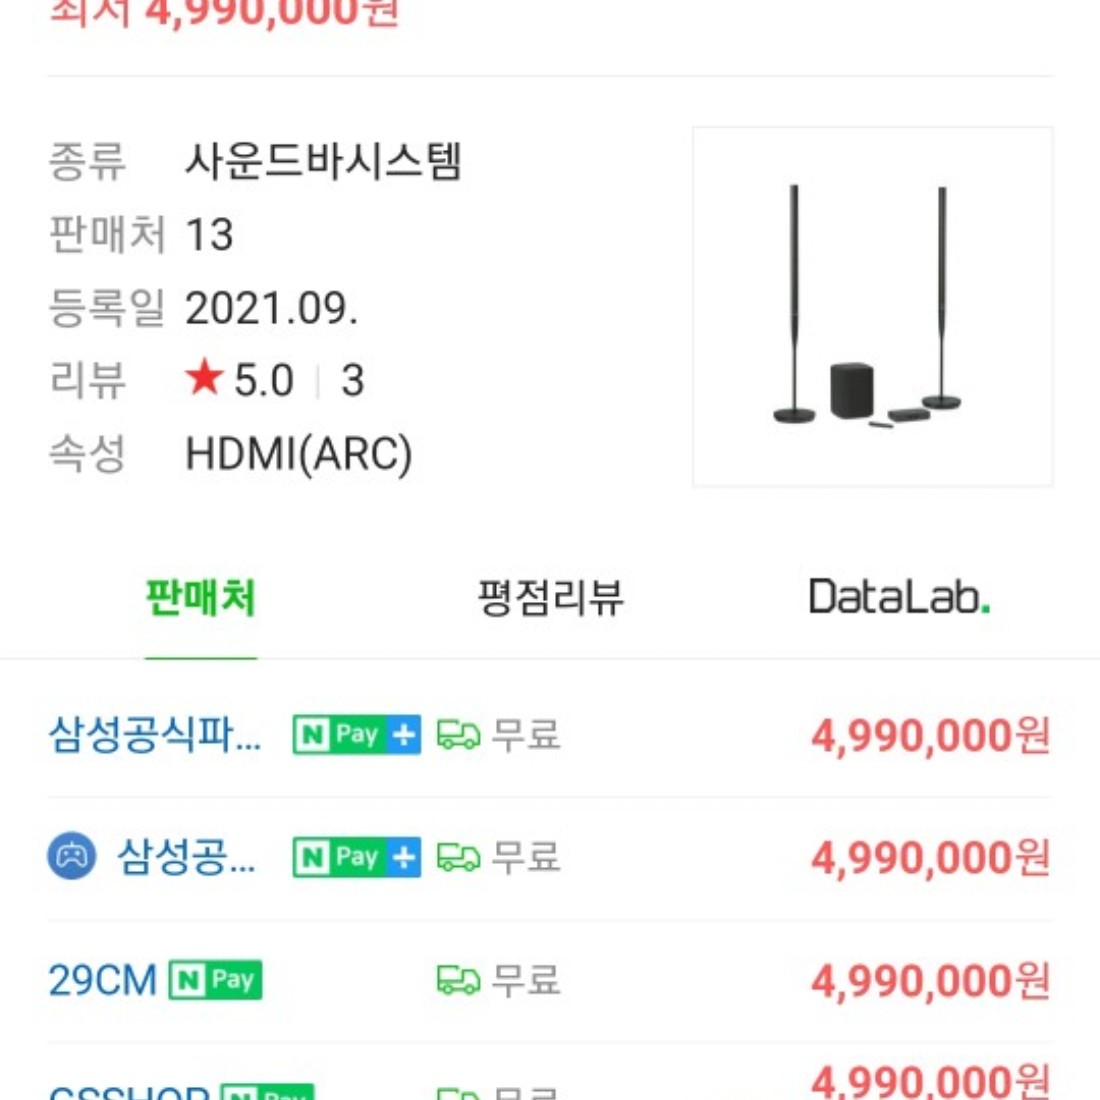 최저 4,990,000원
종류 사운드바시스템
판매처 13
등록일 2021.09.
리뷰 ★ 5.0 | 3
속성 HDMI(ARC)
판매처 평점리뷰 DataLab.
삼성공식파... N Pay + 무료 4,990,000원
삼성공... N Pay + 무료 4,990,000원
29CM N Pay 무료 4,990,000원
GSSHOP N Pay 무료 4,990,000원